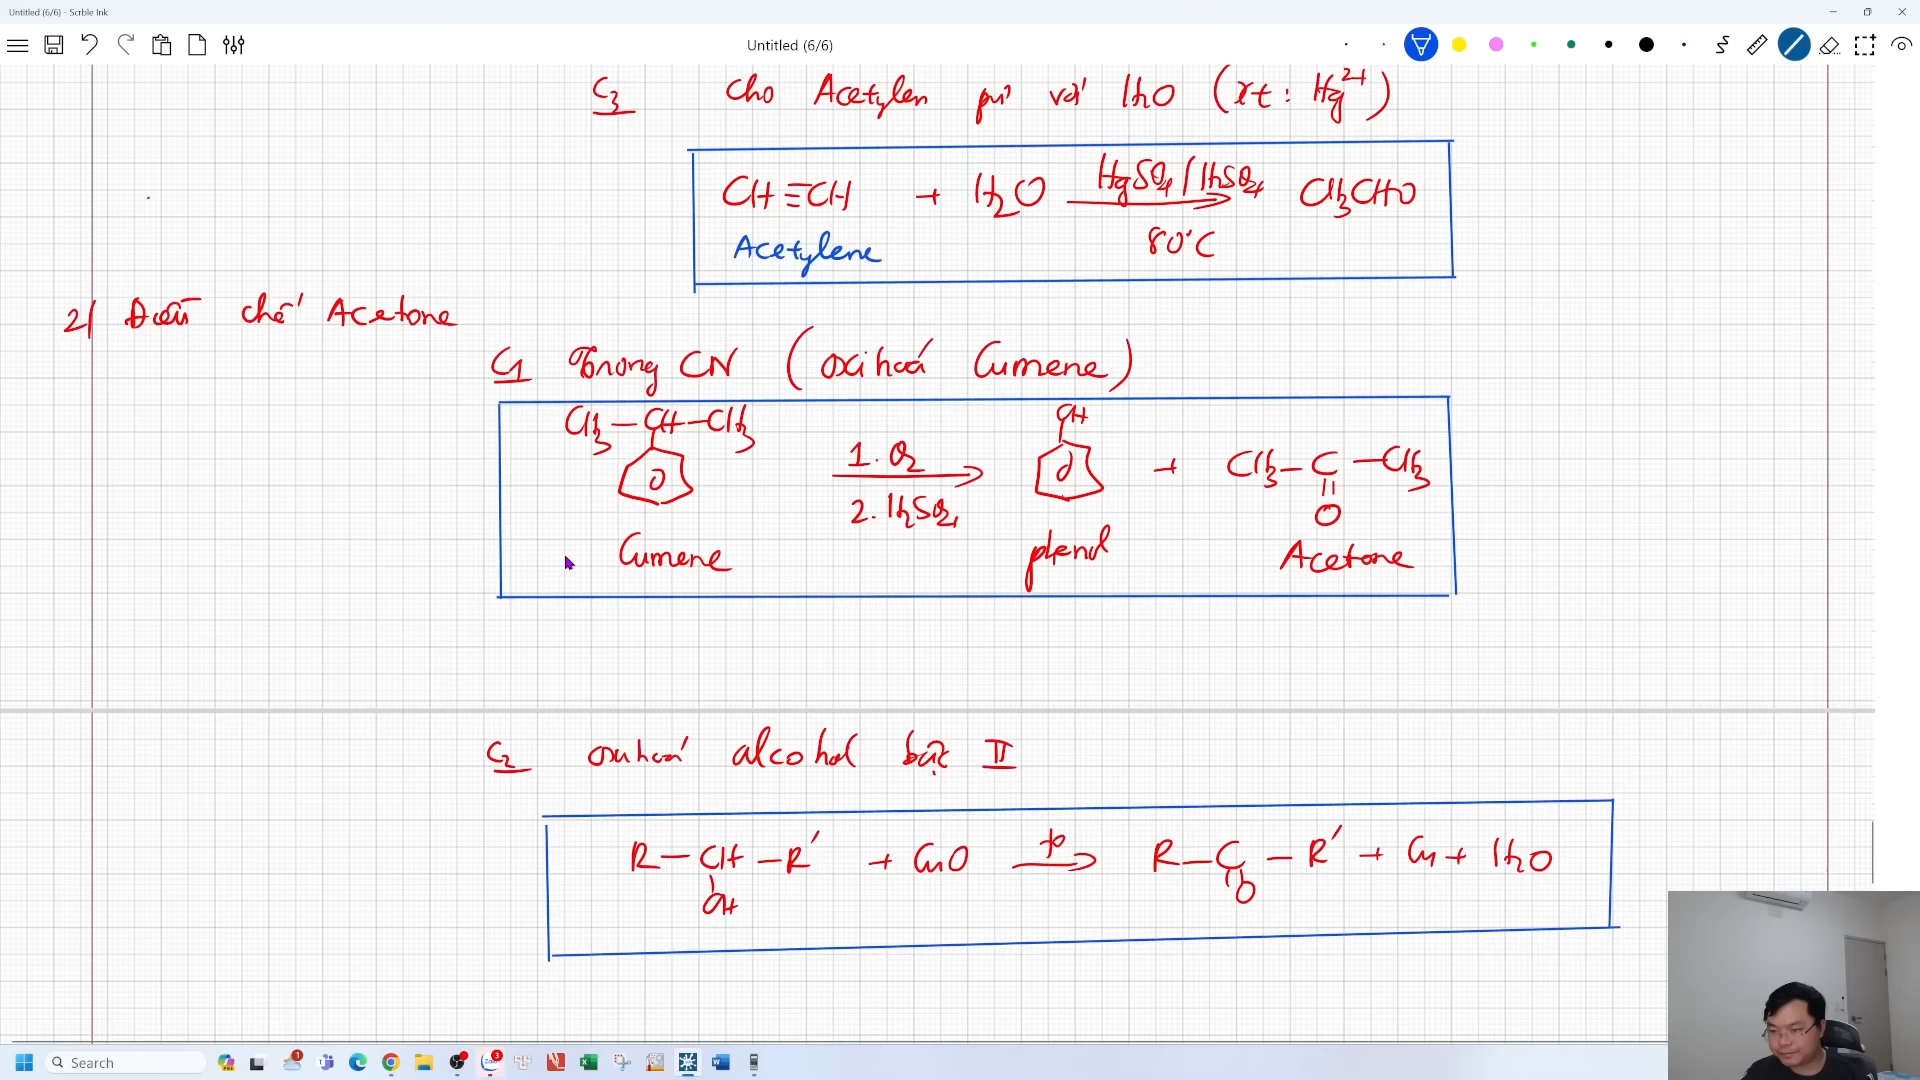 Untitled (6/6) - Scrble Ink
Untitled (6/6)
C3 Cho Acetylen pứ với H2O (xt: Hg2+)
CH≡CH + H2O HgSO4/H2SO4 CH3CHO
80°C
Acetylene
2/ Điều chế Acetone
C1 Trong CN (oxi hoá Cumene)
CH3–CH–CH3 OH
1. O2 + CH3–C–CH3
2. H2SO4 O
Cumene phenol Acetone
C2 oxi hoá alcohol bậc II
R–CH–R' + CuO t° R–C–R' + Cu + H2O
OH O
Search